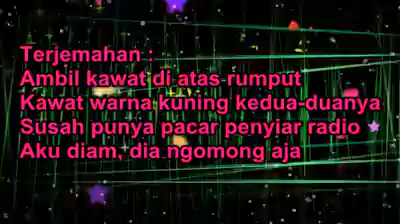 Terjemahan :
Ambil kawat di atas rumput
Kawat warna kuning kedua-duanya
Susah punya pacar penyiar radio
Aku diam, dia ngomong aja